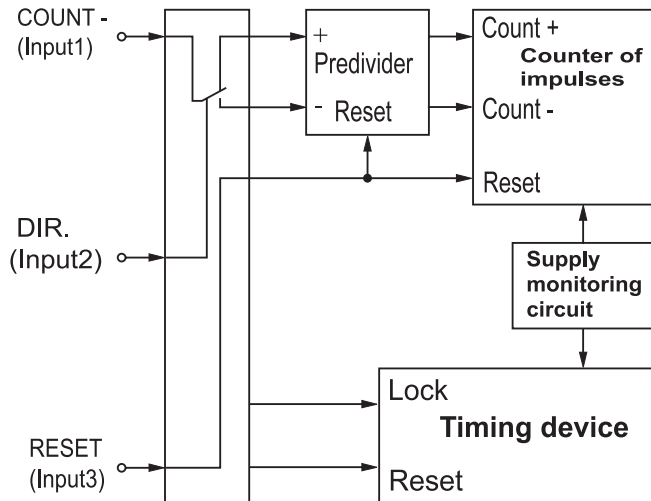 COUNT -
(Input1)
+
Predivider
-
Reset
Count +
Counter of
impulses
Count -
Reset
DIR.
(Input2)
Supply
monitoring
circuit
Lock
Timing device
Reset
RESET
(Input3)